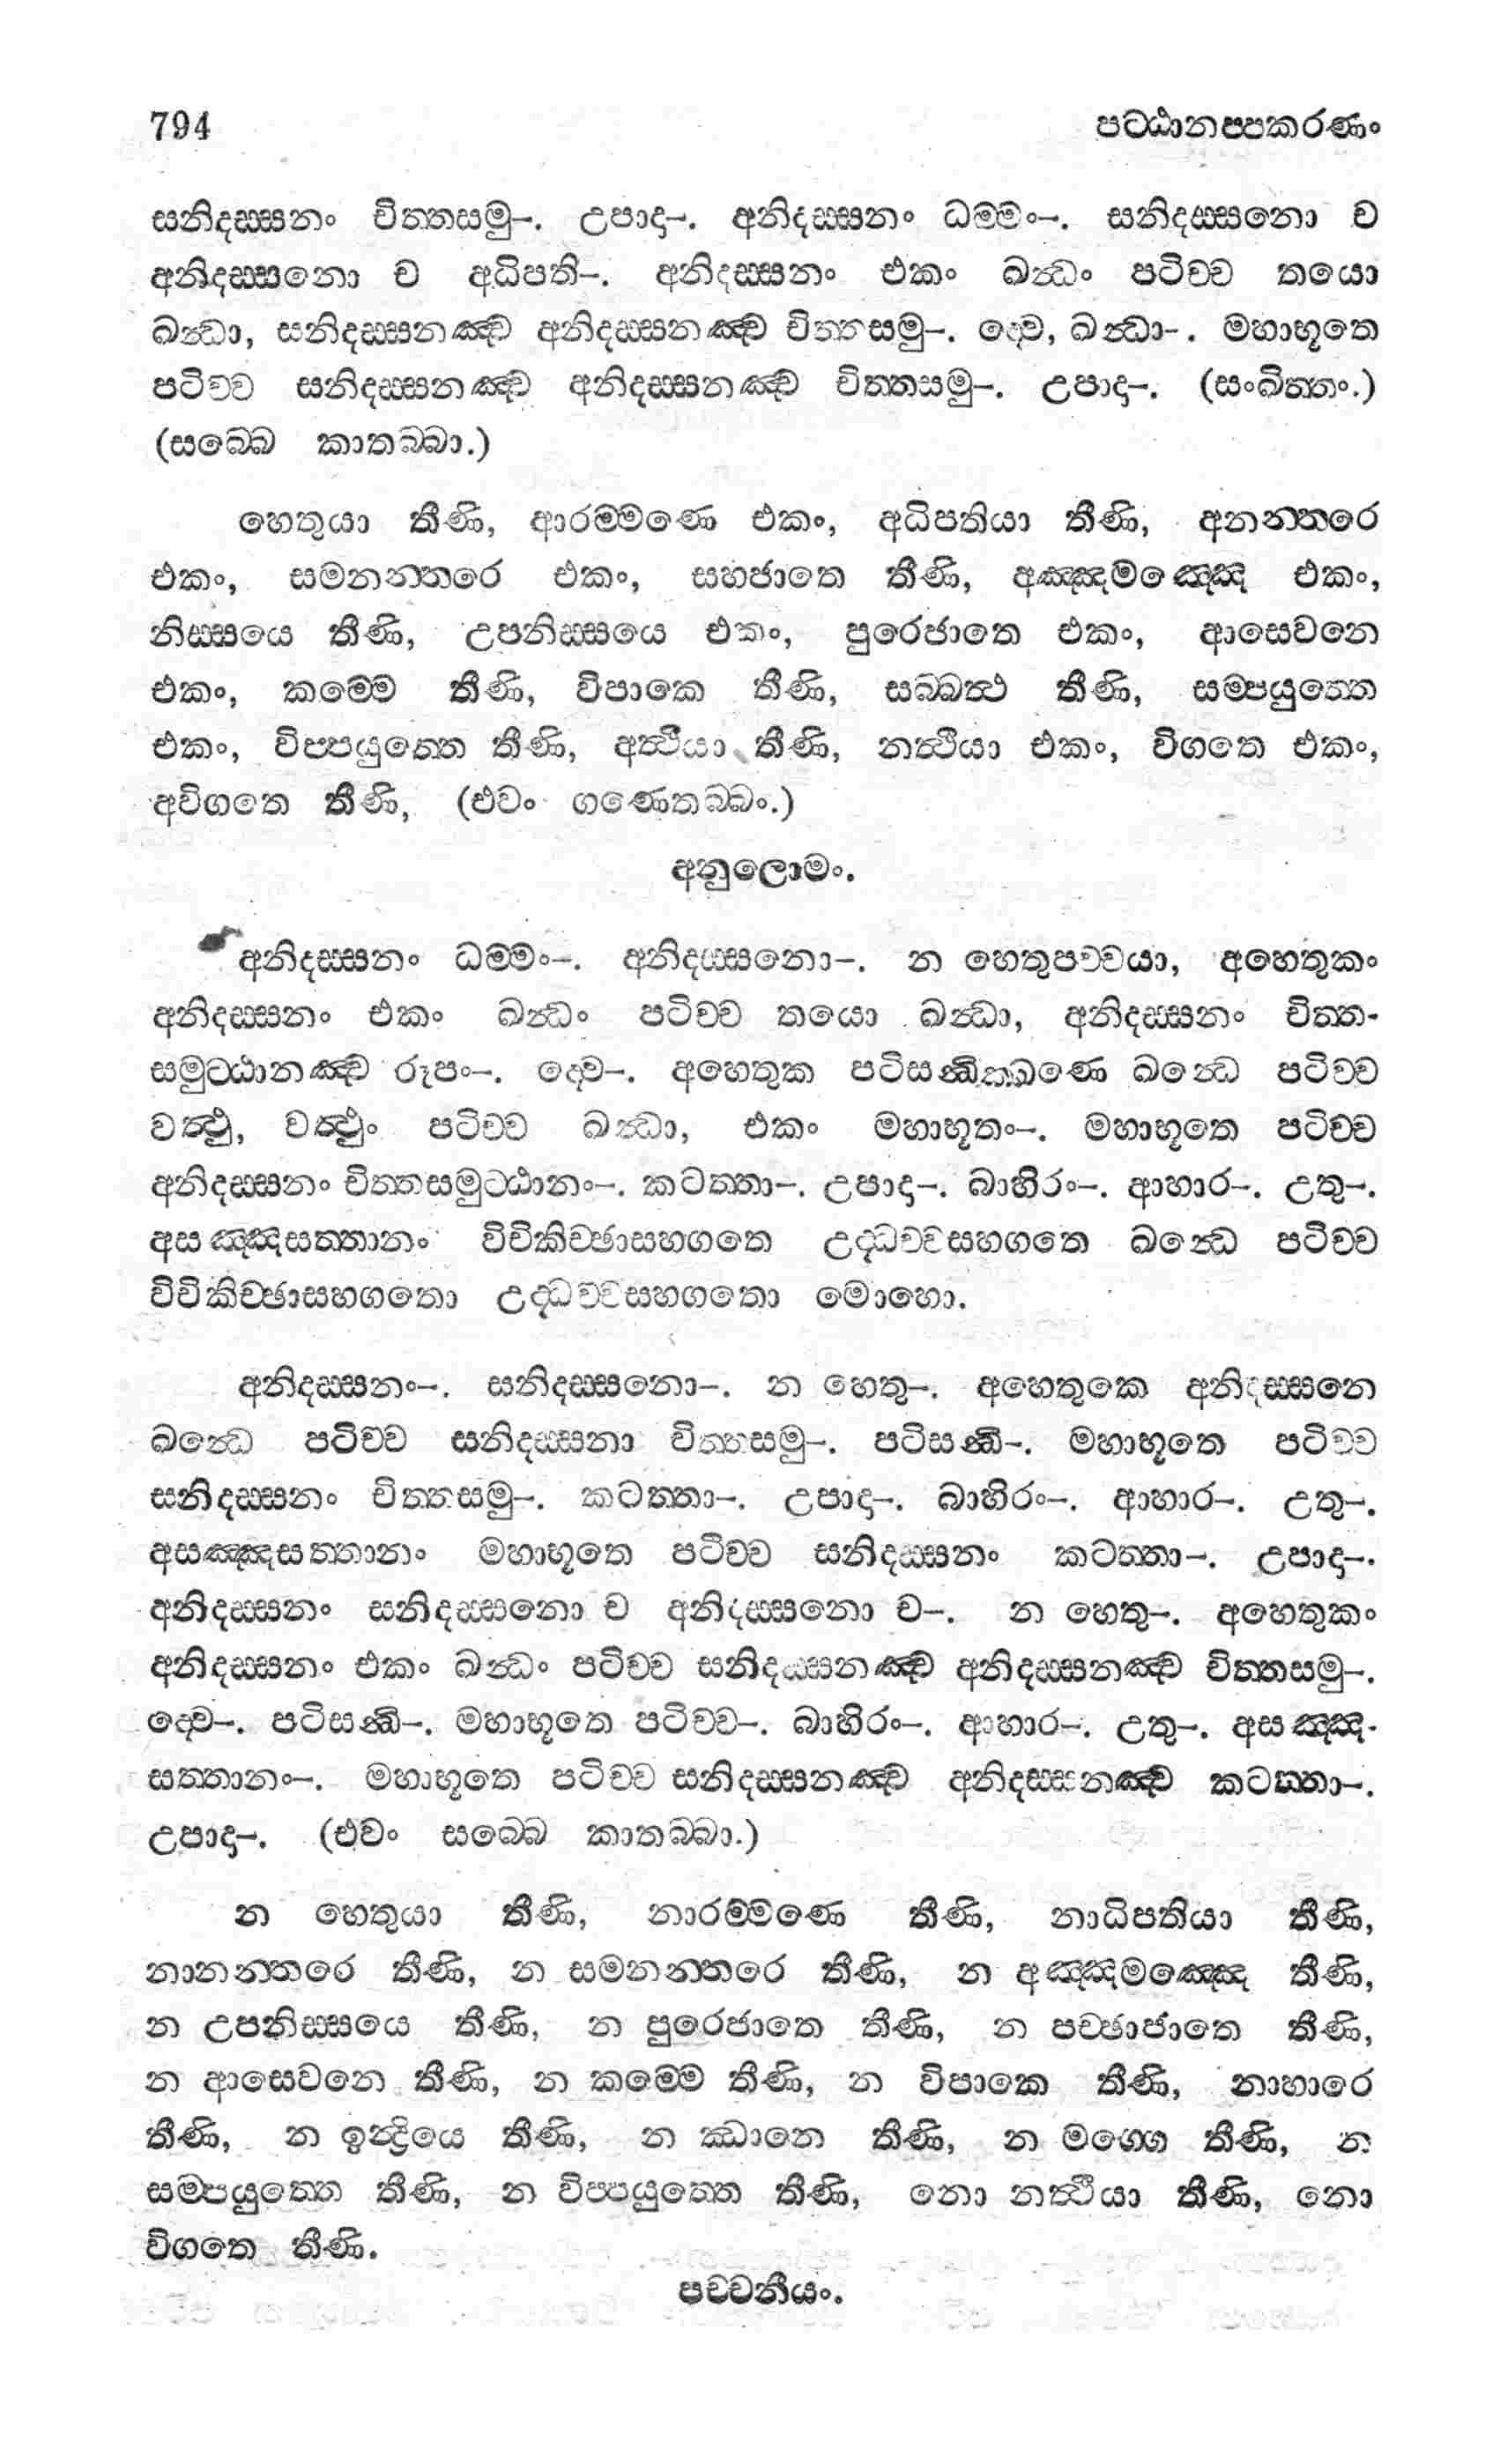 794 පට්ඨානප්පකරණං
සනිදස්සනං චිත්තසමු-. උපාදා-. අනිදස්සනං ධම්මං-. සනිදස්සනො ච
අනිදස්සනො ච අධිපති-. අනිදස්සනං එකං ඛන්ධං පටිච්ච තයො
ඛන්ධා, සනිදස්සනඤ්ච අනිදස්සනඤ්ච චිත්තසමු-. ද්වෙ, ඛන්ධා-. මහාභූතෙ
පටිච්ච සනිදස්සනඤ්ච අනිදස්සනඤ්ච චිත්තසමු-. උපාදා-. (සංඛිත්තං.)
(සබ්බෙ කාතබ්බා.)
හෙතුයා තීණි, ආරම්මණෙ එකං, අධිපතියා තීණි, අනන්තරෙ
එකං, සමනන්තරෙ එකං, සහජාතෙ තීණි, අඤ්ඤමඤ්ඤෙ එකං,
නිස්සයෙ තීණි, උපනිස්සයෙ එකං, පුරෙජාතෙ එකං, ආසෙවනෙ
එකං, කම්මෙ තීණි, විපාකෙ තීණි, සබ්බත්ථ තීණි, සම්පයුත්තෙ
එකං, විප්පයුත්තෙ තීණි, අත්ථියා තීණි, නත්ථියා එකං, විගතෙ එකං,
අවිගතෙ තීණි, (එවං ගණෙතබ්බං.)
අනුලොමං.
අනිදස්සනං ධම්මං-. අනිදස්සනො-. න හෙතුපච්චයා, අහෙතුකං
අනිදස්සනං එකං ඛන්ධං පටිච්ච තයො ඛන්ධා, අනිදස්සනං චිත්ත-
සමුට්ඨානඤ්ච රූපං-. ද්වෙ-. අහෙතුක පටිසන්ධික්ඛණෙ ඛන්ධෙ පටිච්ච
වත්ථු, වත්ථුං පටිච්ච ඛන්ධා, එකං මහාභූතං-. මහාභූතෙ පටිච්ච
අනිදස්සනං චිත්තසමුට්ඨානං-. කටත්තා-. උපාදා-. බාහිරං-. ආහාර-. උතු-.
අසඤ්ඤසත්තානං විචිකිච්ඡාසහගතෙ උද්ධච්චසහගතෙ ඛන්ධෙ පටිච්ච
විචිකිච්ඡාසහගතො උද්ධච්චසහගතො මොහො.
අනිදස්සනං-. සනිදස්සනො-. න හෙතු-. අහෙතුකෙ අනිදස්සනෙ
ඛන්ධෙ පටිච්ච සනිදස්සනා චිත්තසමු-. පටිසන්ධි-. මහාභූතෙ පටිච්ච
සනිදස්සනං චිත්තසමු-. කටත්තා-. උපාදා-. බාහිරං-. ආහාර-. උතු-.
අසඤ්ඤසත්තානං මහාභූතෙ පටිච්ච සනිදස්සනං කටත්තා-. උපාදා-.
අනිදස්සනං සනිදස්සනො ච අනිදස්සනො ච-. න හෙතු-. අහෙතුකං
අනිදස්සනං එකං ඛන්ධං පටිච්ච සනිදස්සනඤ්ච අනිදස්සනඤ්ච චිත්තසමු-.
ද්වෙ-. පටිසන්ධි-. මහාභූතෙ පටිච්ච-. බාහිරං-. ආහාර-. උතු-. අසඤ්ඤ-
සත්තානං-. මහාභූතෙ පටිච්ච සනිදස්සනඤ්ච අනිදස්සනඤ්ච කටත්තා-.
උපාදා-. (එවං සබ්බෙ කාතබ්බා.)
න හෙතුයා තීණි, නාරම්මණෙ තීණි, නාධිපතියා තීණි,
නානන්තරෙ තීණි, න සමනන්තරෙ තීණි, න අඤ්ඤමඤ්ඤෙ තීණි,
න උපනිස්සයෙ තීණි, න පුරෙජාතෙ තීණි, න පච්ඡාජාතෙ තීණි,
න ආසෙවනෙ තීණි, න කම්මෙ තීණි, න විපාකෙ තීණි, නාහාරෙ
තීණි, න ඉන්ද්‍රියෙ තීණි, න ඣානෙ තීණි, න මග්ගෙ තීණි, න
සම්පයුත්තෙ තීණි, න විප්පයුත්තෙ තීණි, නො නත්ථියා තීණි, නො
විගතෙ තීණි.
පච්චනීයං.